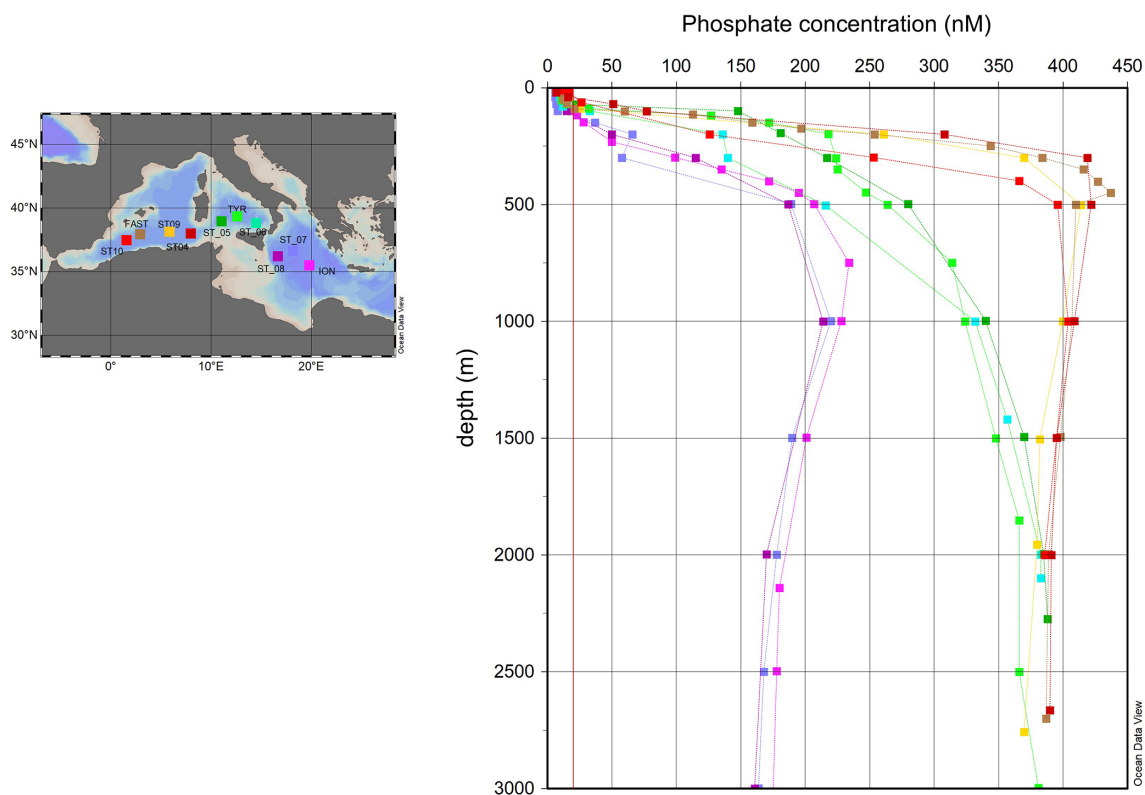 Phosphate concentration (nM)
0 50 100 150 200 250 300 350 400 450
0
500
1000
1500
2000
2500
3000
depth (m)
Ocean Data View
45°N
40°N
35°N
30°N
0° 10°E 20°E
FAST ST09 TYR
ST10 ST04 ST_05 ST_06 ST_07
ST_08 ION
Ocean Data View